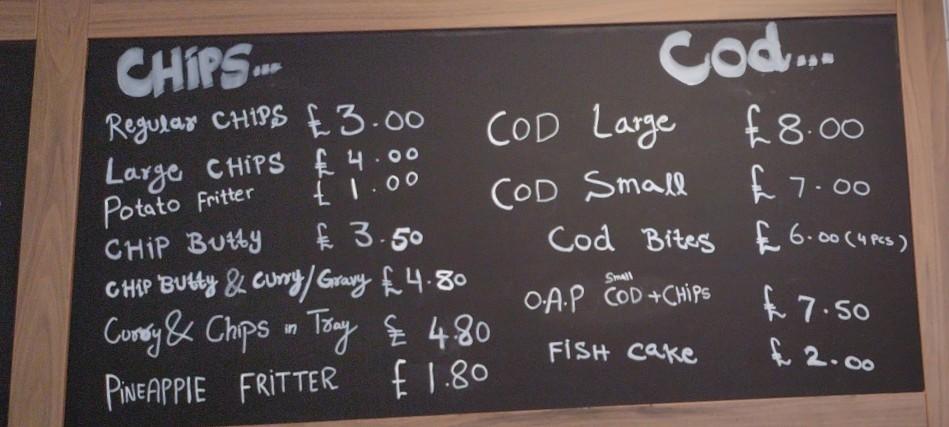 CHIPS...
Regular CHIPS £ 3.00
Large CHIPS £ 4.00
Potato Fritter £ 1.00
CHIP Butty £ 3.50
CHIP Butty & Curry/Gravy £4.80
Curry & Chips in Tray £ 4.80
PINEAPPLE FRITTER £ 1.80
Cod...
COD Large £8.00
COD Small £ 7.00
Cod Bites £ 6.00 (4 PCS)
O.A.P Small COD + CHIPS £ 7.50
FISH Cake £ 2.00